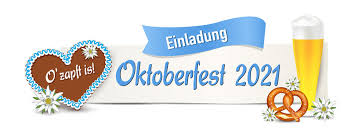 Einladung
O' zapft is!
Oktoberfest 2021